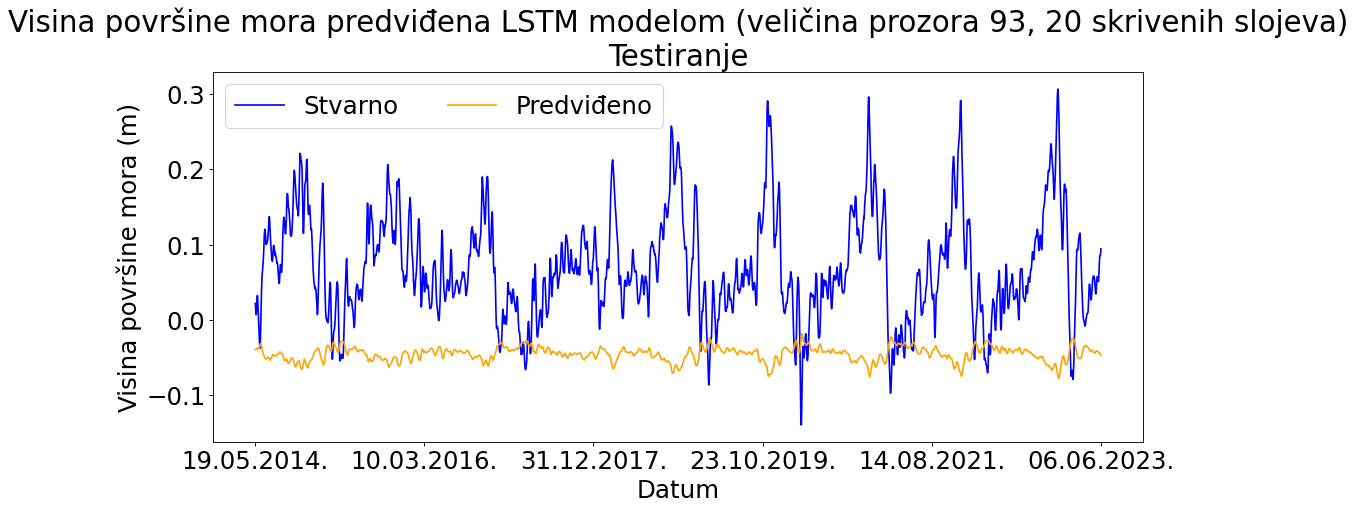 Visina površine mora predviđena LSTM modelom (veličina prozora 93, 20 skrivenih slojeva)
Testiranje
Stvarno Predviđeno
Visina površine mora (m)
0.3
0.2
0.1
0.0
−0.1
19.05.2014. 10.03.2016. 31.12.2017. 23.10.2019. 14.08.2021. 06.06.2023.
Datum